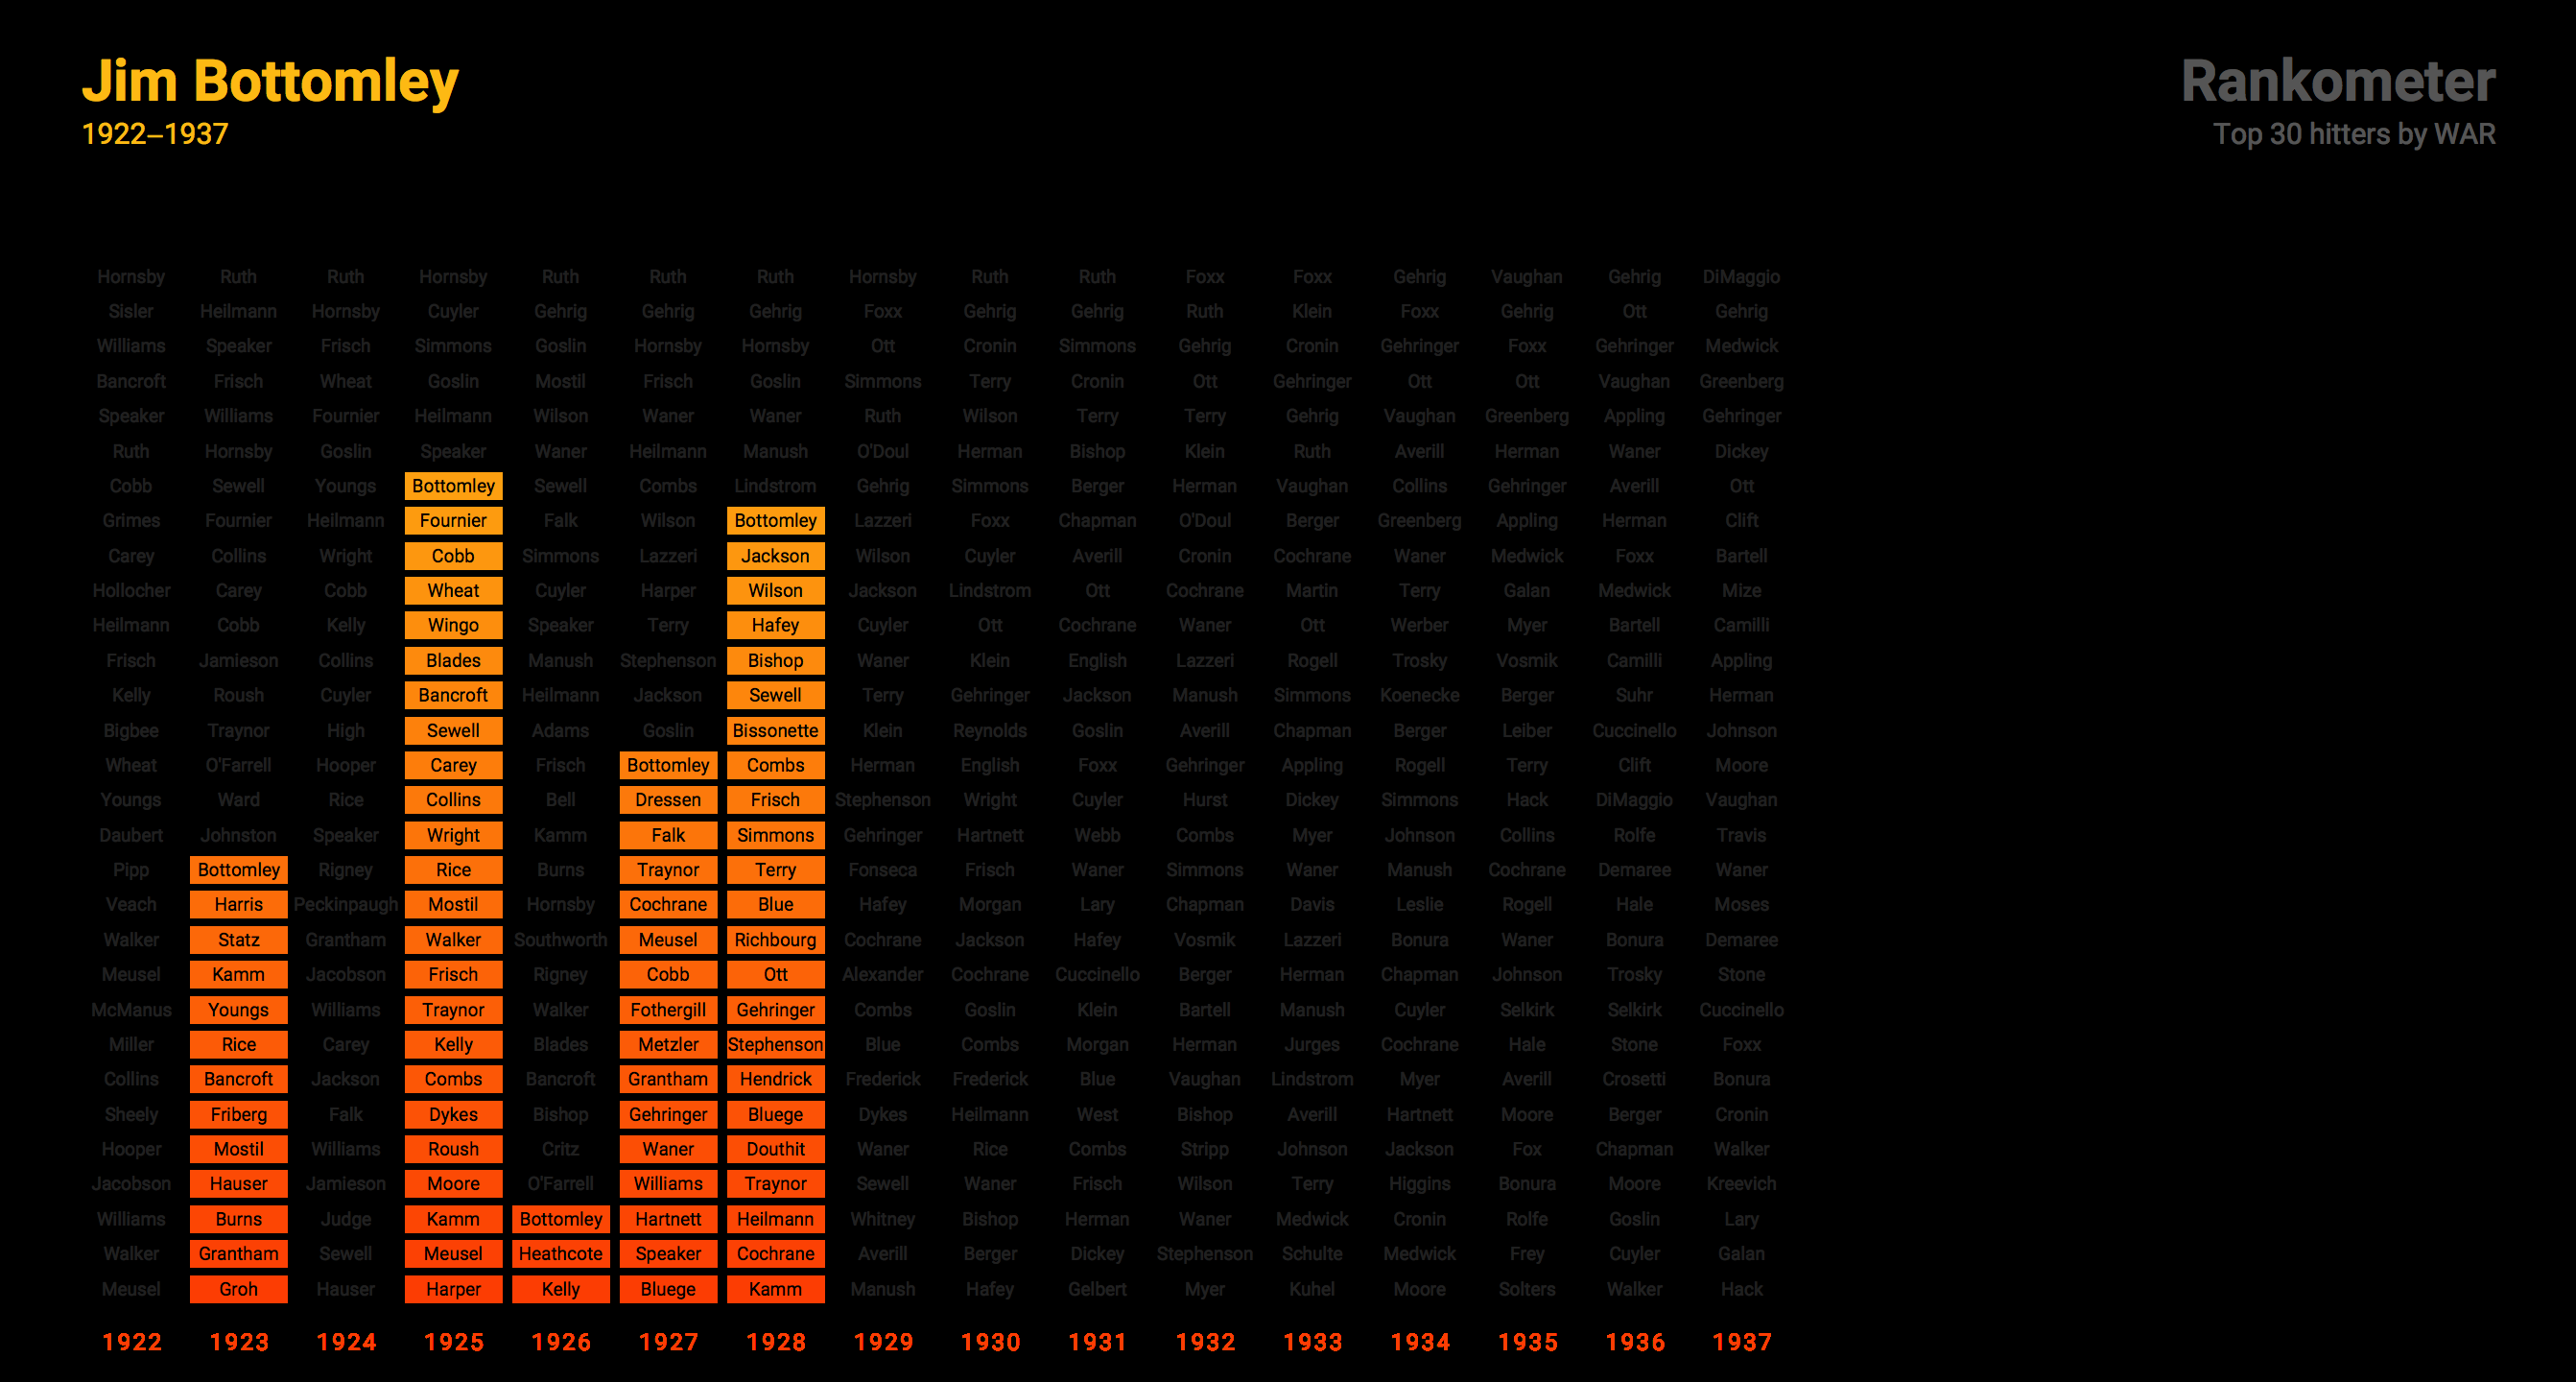 Jim Bottomley
1922–1937
Rankometer
Top 30 hitters by WAR
Hornsby Ruth Ruth Hornsby Ruth Ruth Ruth Hornsby Ruth Ruth Foxx Foxx Gehrig Vaughan Gehrig DiMaggio
Sisler Heilmann Hornsby Cuyler Gehrig Gehrig Gehrig Foxx Gehrig Gehrig Ruth Klein Foxx Gehrig Ott Gehrig
Williams Speaker Frisch Simmons Goslin Hornsby Hornsby Ott Cronin Simmons Gehrig Cronin Gehringer Foxx Gehringer Medwick
Bancroft Frisch Wheat Goslin Mostil Frisch Goslin Simmons Terry Cronin Ott Gehringer Ott Ott Vaughan Greenberg
Speaker Williams Fournier Heilmann Wilson Waner Waner Ruth Wilson Terry Terry Gehrig Vaughan Greenberg Appling Gehringer
Ruth Hornsby Goslin Speaker Waner Heilmann Manush O'Doul Herman Bishop Klein Ruth Averill Herman Waner Dickey
Cobb Sewell Youngs Bottomley Sewell Combs Lindstrom Gehrig Simmons Berger Herman Vaughan Collins Gehringer Averill Ott
Grimes Fournier Heilmann Fournier Falk Wilson Bottomley Lazzeri Foxx Chapman O'Doul Berger Greenberg Appling Herman Clift
Carey Collins Wright Cobb Simmons Lazzeri Jackson Wilson Cuyler Averill Cronin Cochrane Waner Medwick Foxx Bartell
Hollocher Carey Cobb Wheat Cuyler Harper Wilson Jackson Lindstrom Ott Cochrane Martin Terry Galan Medwick Mize
Heilmann Cobb Kelly Wingo Speaker Terry Hafey Cuyler Ott Cochrane Waner Ott Werber Myer Bartell Camilli
Frisch Jamieson Collins Blades Manush Stephenson Bishop Waner Klein English Lazzeri Rogell Trosky Vosmik Camilli Appling
Kelly Roush Cuyler Bancroft Heilmann Jackson Sewell Terry Gehringer Jackson Manush Simmons Koenecke Berger Suhr Herman
Bigbee Traynor High Sewell Adams Goslin Bissonette Klein Reynolds Goslin Averill Chapman Berger Leiber Cuccinello Johnson
Wheat O'Farrell Hooper Carey Frisch Bottomley Combs Herman English Foxx Gehringer Appling Rogell Terry Clift Moore
Youngs Ward Rice Collins Bell Dressen Frisch Stephenson Wright Cuyler Hurst Dickey Simmons Hack DiMaggio Vaughan
Daubert Johnston Speaker Wright Kamm Falk Simmons Gehringer Hartnett Webb Combs Myer Johnson Collins Rolfe Travis
Pipp Bottomley Rigney Rice Burns Traynor Terry Fonseca Frisch Waner Simmons Waner Manush Cochrane Demaree Waner
Veach Harris Peckinpaugh Mostil Hornsby Cochrane Blue Hafey Morgan Lary Chapman Davis Leslie Rogell Hale Moses
Walker Statz Grantham Walker Southworth Meusel Richbourg Cochrane Jackson Hafey Vosmik Lazzeri Bonura Waner Bonura Demaree
Meusel Kamm Jacobson Frisch Rigney Cobb Ott Alexander Cochrane Cuccinello Berger Herman Chapman Johnson Trosky Stone
McManus Youngs Williams Traynor Walker Fothergill Gehringer Combs Goslin Klein Bartell Manush Cuyler Selkirk Selkirk Cuccinello
Miller Rice Carey Kelly Blades Metzler Stephenson Blue Combs Morgan Herman Jurges Cochrane Hale Stone Foxx
Collins Bancroft Jackson Combs Bancroft Grantham Hendrick Frederick Frederick Blue Vaughan Lindstrom Myer Averill Crosetti Bonura
Sheely Friberg Falk Dykes Bishop Gehringer Bluege Dykes Heilmann West Bishop Averill Hartnett Moore Berger Cronin
Hooper Mostil Williams Roush Critz Waner Douthit Waner Rice Combs Stripp Johnson Jackson Fox Chapman Walker
Jacobson Hauser Jamieson Moore O'Farrell Williams Traynor Sewell Waner Frisch Wilson Terry Higgins Bonura Moore Kreevich
Williams Burns Judge Kamm Bottomley Hartnett Heilmann Whitney Bishop Herman Waner Medwick Cronin Rolfe Goslin Lary
Walker Grantham Sewell Meusel Heathcote Speaker Cochrane Averill Berger Dickey Stephenson Schulte Medwick Frey Cuyler Galan
Meusel Groh Hauser Harper Kelly Bluege Kamm Manush Hafey Gelbert Myer Kuhel Moore Solters Walker Hack
1922 1923 1924 1925 1926 1927 1928 1929 1930 1931 1932 1933 1934 1935 1936 1937